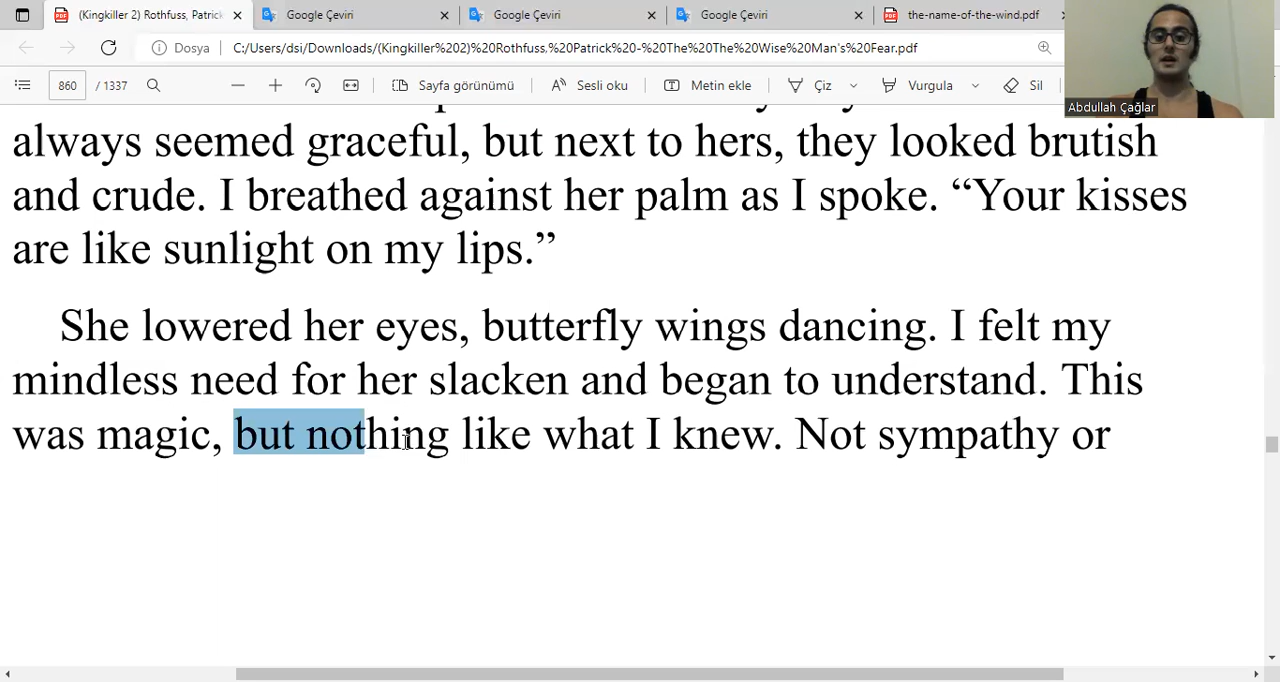 (Kingkiller 2) Rothfuss, Patrick
Google Çeviri
Google Çeviri
Google Çeviri
the-name-of-the-wind.pdf
Dosya
C:/Users/dsi/Downloads/(Kingkiller%202)%20Rothfuss,%20Patrick%20-%20The%20The%20Wise%20Man's%20Fear.pdf
860 / 1337
Sayfa görünümü
Sesli oku
Metin ekle
Çiz
Vurgula
Sil
Abdullah Çağlar
always seemed graceful, but next to hers, they looked brutish
and crude. I breathed against her palm as I spoke. “Your kisses
are like sunlight on my lips.”
She lowered her eyes, butterfly wings dancing. I felt my
mindless need for her slacken and began to understand. This
was magic, but nothing like what I knew. Not sympathy or